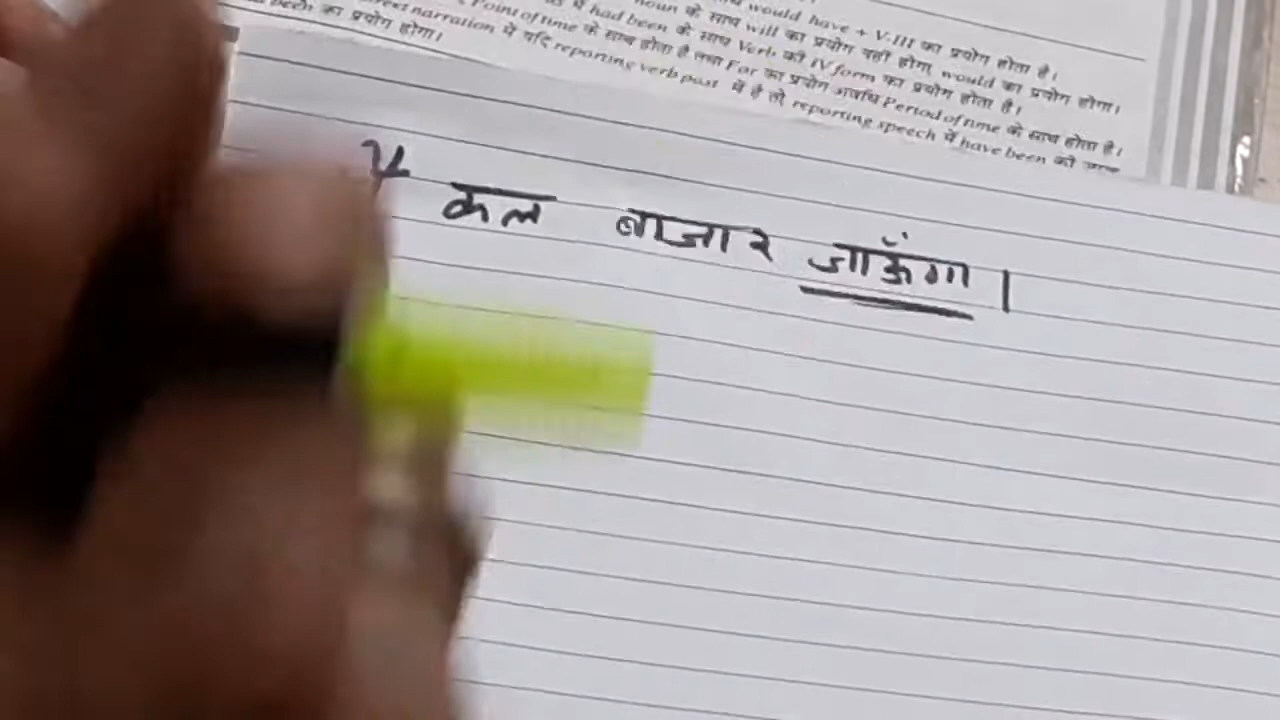 would have + V.III का प्रयोग होता है।
noun के साथ will का प्रयोग नहीं होगा, would का प्रयोग होगा।
में had been के साथ Verb की IV form का प्रयोग होता है।
Point of time के साथ होता है तथा For का प्रयोग अवधि Period of time के साथ होता है।
narration में यदि reporting verb past में है तो reporting speech में have been को
been का प्रयोग होगा।
कल बाजार जाऊँगा।